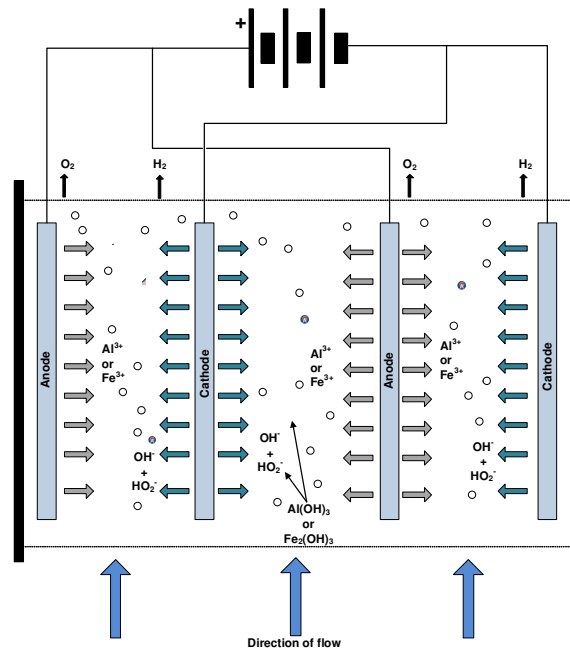 +
O₂
H₂
O₂
H₂
Anode
Cathode
Anode
Cathode
Al³⁺
or
Fe³⁺
Al³⁺
or
Fe³⁺
Al³⁺
or
Fe³⁺
OH⁻
+
HO₂⁻
OH⁻
+
HO₂⁻
OH⁻
+
HO₂⁻
Al(OH)₃
or
Fe₂(OH)₃
Direction of flow